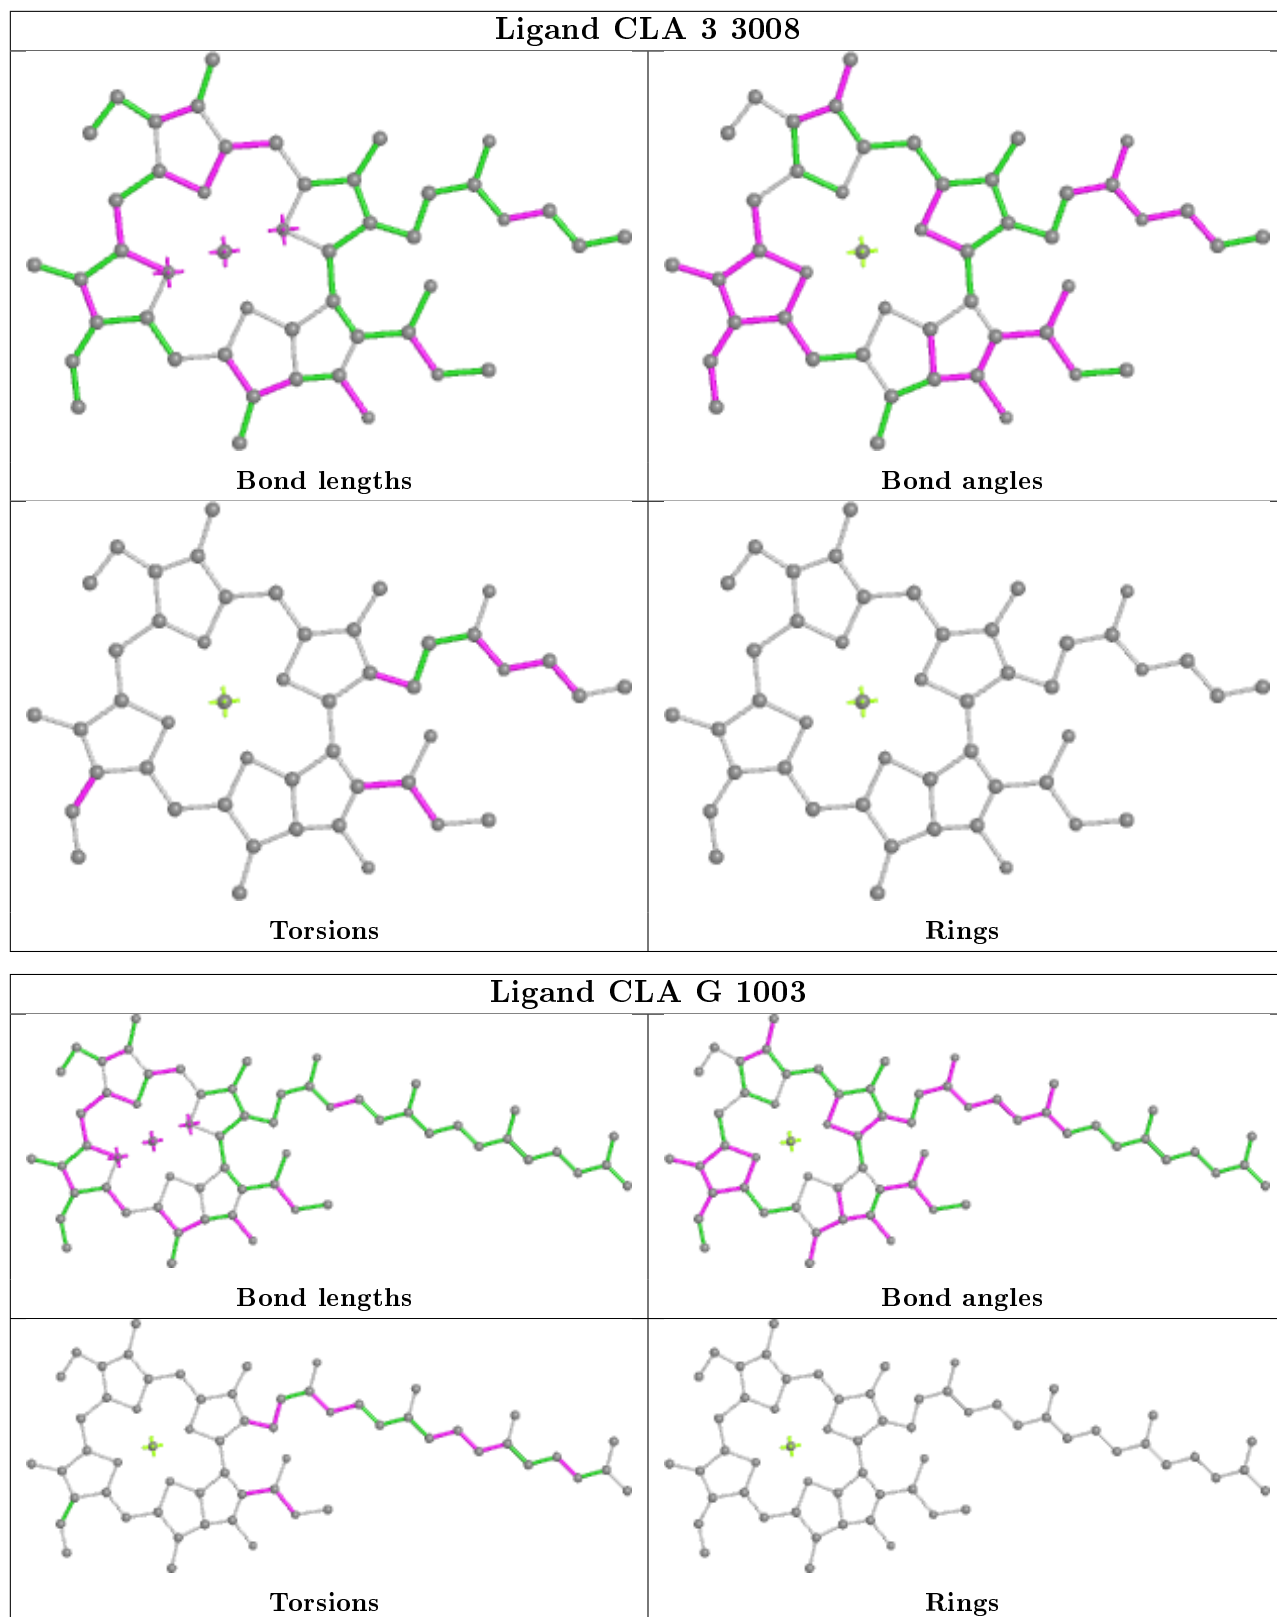 Ligand CLA 3 3008
Bond lengths
Bond angles
Torsions
Rings
Ligand CLA G 1003
Bond lengths
Bond angles
Torsions
Rings